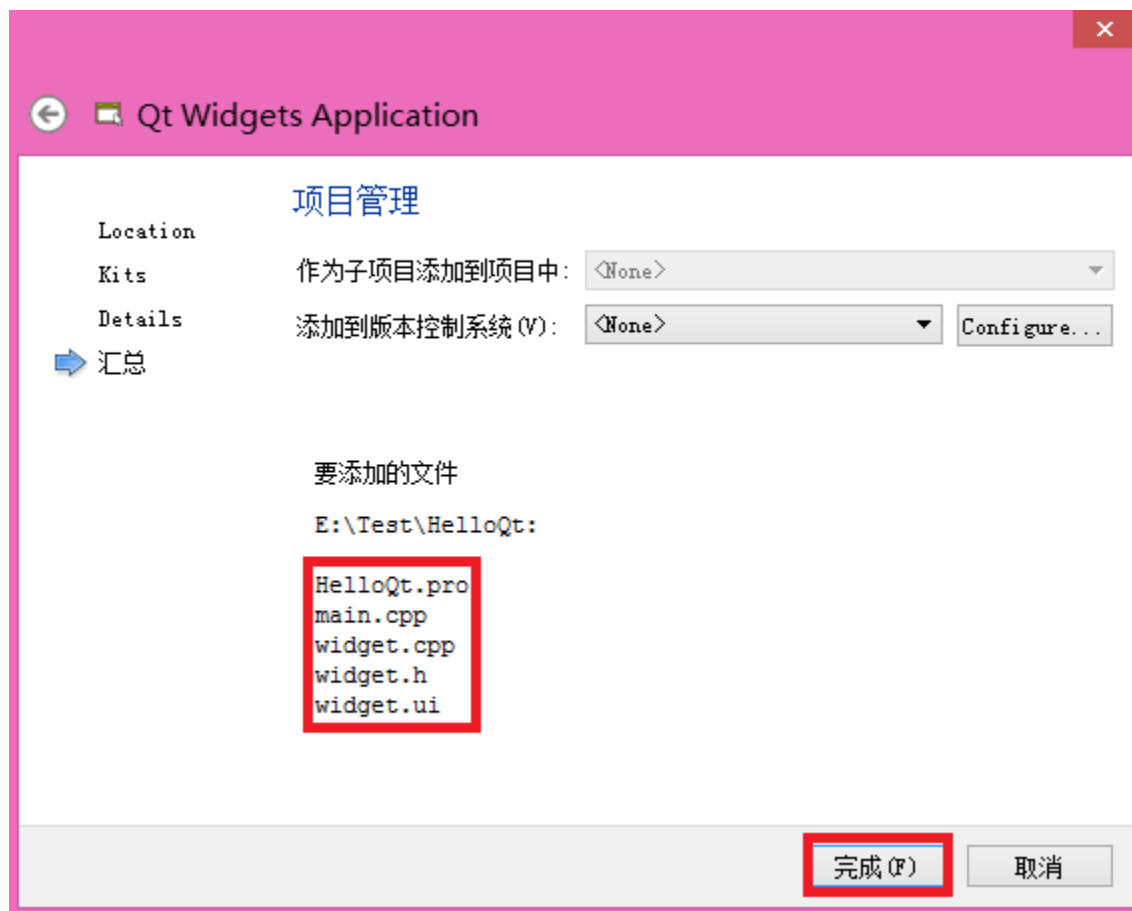 Qt Widgets Application
Location
Kits
Details
汇总
项目管理
作为子项目添加到项目中: <None>
添加到版本控制系统(V): <None> Configure...
要添加的文件
E:\Test\HelloQt:
HelloQt.pro
main.cpp
widget.cpp
widget.h
widget.ui
完成(F) 取消